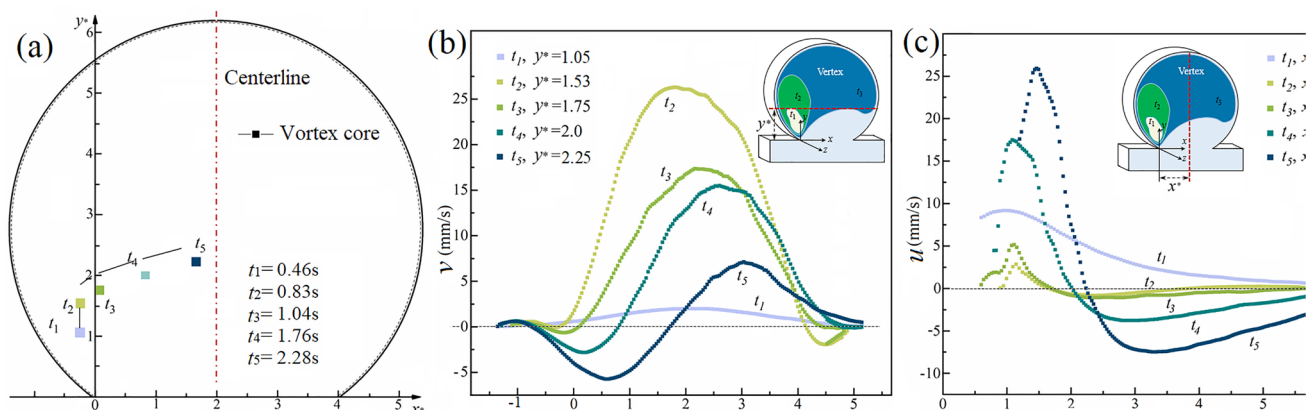 (a)
y*
6
5
4
3
2
1
0
1
2
3
4
5
x*
Centerline
Vortex core
t5
t4
t3
t2
t1
t1= 0.46s
t2= 0.83s
t3= 1.04s
t4= 1.76s
t5= 2.28s
(b)
v (mm/s)
25
20
15
10
5
0
-5
-1
0
1
2
3
4
5
t1, y*=1.05
t2, y*=1.53
t3, y*=1.75
t4, y*=2.0
t5, y*=2.25
t2
t3
t4
t5
t1
Vertex
t2
t3
t1
y*
y
x
z
(c)
u (mm/s)
25
20
15
10
5
0
-5
-10
0
1
2
3
4
5
t1, x
t2, x
t3, x
t4, x
t5, x
t1
t2
t3
t4
t5
Vertex
t2
t3
t1
y
x
z
x*